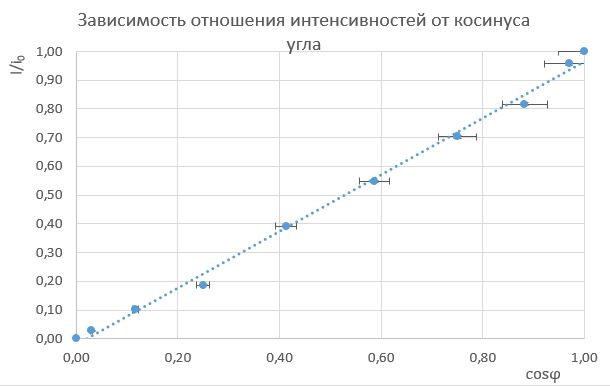 Зависимость отношения интенсивностей от косинуса
угла
I/i₀
1,00
0,90
0,80
0,70
0,60
0,50
0,40
0,30
0,20
0,10
0,00
0,00 0,20 0,40 0,60 0,80 1,00
cosφ